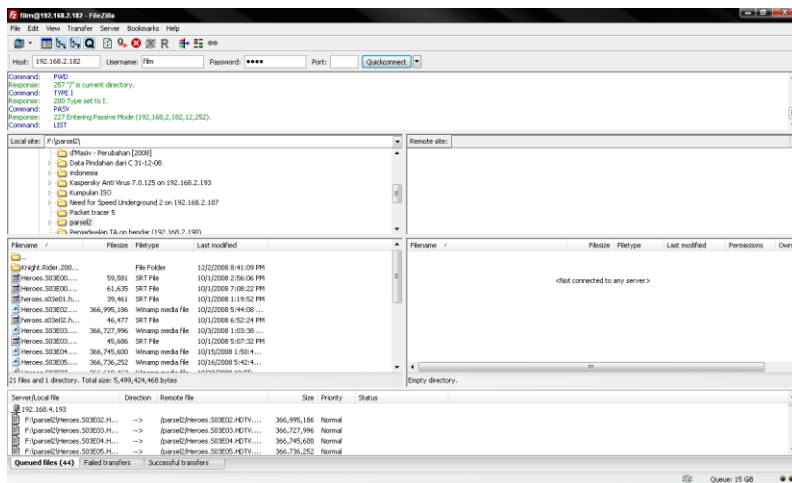 film@192.168.2.182 - FileZilla
File Edit View Transfer Server Bookmarks Help
Host: 192.168.2.182 Username: film Password: •••• Port: Quickconnect
Command: PWD
Response: 257 "/" is current directory.
Command: TYPE I
Response: 200 Type set to I.
Command: PASV
Response: 227 Entering Passive Mode (192,168,2,182,12,252).
Command: LIST
Local site: F:\parsel2\ Remote site:
d'Masiv - Perubahan [2008]
Data Pindahan dari C 31-12-08
indonesia
Kaspersky Anti Virus 7.0.125 on 192.168.2.193
Kumpulan ISO
Need for Speed Underground 2 on 192.168.2.187
Packet tracer 5
parsel2
Penjadwalan TA on hender (192.168.2.190)
Filename / Filesize Filetype Last modified
..
Knight.Rider.200... File Folder 12/2/2008 8:41:09 PM
Heroes.S03E00.... 59,581 SRT File 10/1/2008 2:56:06 PM
Heroes.S03E00.... 61,635 SRT File 10/1/2008 7:08:22 PM
heroes.s03e01.h... 39,461 SRT File 10/1/2008 1:19:52 PM
Heroes.S03E02.... 366,995,186 Winamp media file 10/2/2008 5:44:08 ...
heroes.s03e02.h... 46,477 SRT File 10/1/2008 6:52:24 PM
Heroes.S03E03.... 366,727,996 Winamp media file 10/3/2008 1:03:38 ...
Heroes.S03E03.... 45,686 SRT File 10/1/2008 5:07:32 PM
Heroes.S03E04.... 366,745,600 Winamp media file 10/15/2008 1:50:4...
Heroes.S03E05.... 366,736,252 Winamp media file 10/16/2008 5:42:4...
21 files and 1 directory. Total size: 5,499,424,468 bytes
Filename / Filesize Filetype Last modified Permissions Own
<Not connected to any server>
Empty directory.
Server/Local file Direction Remote file Size Priority Status
192.168.4.193
F:\parsel2\Heroes.S03E02.H... --> /parsel2/Heroes.S03E02.HDTV.... 366,995,186 Normal
F:\parsel2\Heroes.S03E03.H... --> /parsel2/Heroes.S03E03.HDTV.... 366,727,996 Normal
F:\parsel2\Heroes.S03E04.H... --> /parsel2/Heroes.S03E04.HDTV.... 366,745,600 Normal
F:\parsel2\Heroes.S03E05.H... --> /parsel2/Heroes.S03E05.HDTV.... 366,736,252 Normal
Queued files (44) Failed transfers Successful transfers
Queue: 15 GB